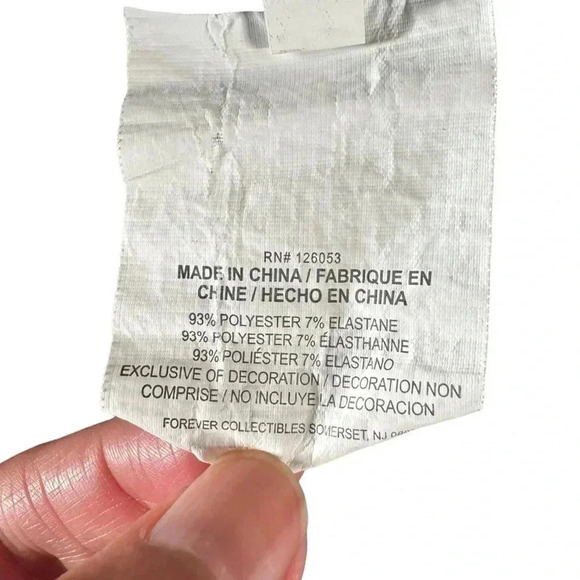 RN# 126053
MADE IN CHINA / FABRIQUE EN
CHINE / HECHO EN CHINA
93% POLYESTER 7% ELASTANE
93% POLYESTER 7% ÉLASTHANNE
93% POLIÉSTER 7% ELASTANO
EXCLUSIVE OF DECORATION / DECORATION NON
COMPRISE / NO INCLUYE LA DECORACION
FOREVER COLLECTIBLES SOMERSET, NJ